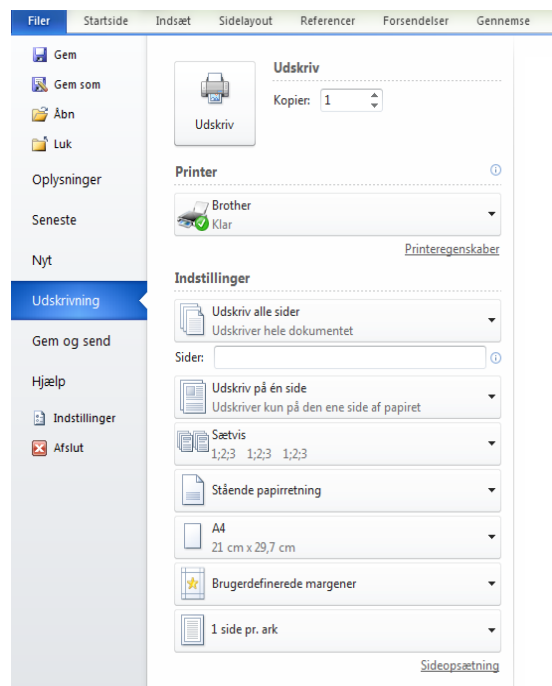 Filer Startside Indsæt Sidelayout Referencer Forsendelser Gennemse
Gem
Gem som
Åbn
Luk
Oplysninger
Seneste
Nyt
Udskrivning
Gem og send
Hjælp
Indstillinger
Afslut
Udskriv
Udskriv
Kopier: 1
Printer
Brother
Klar
Printeregenskaber
Indstillinger
Udskriv alle sider
Udskriver hele dokumentet
Sider:
Udskriv på én side
Udskriver kun på den ene side af papiret
Sætvis
1;2;3 1;2;3 1;2;3
Stående papirretning
A4
21 cm x 29,7 cm
Brugerdefinerede margener
1 side pr. ark
Sideopsætning